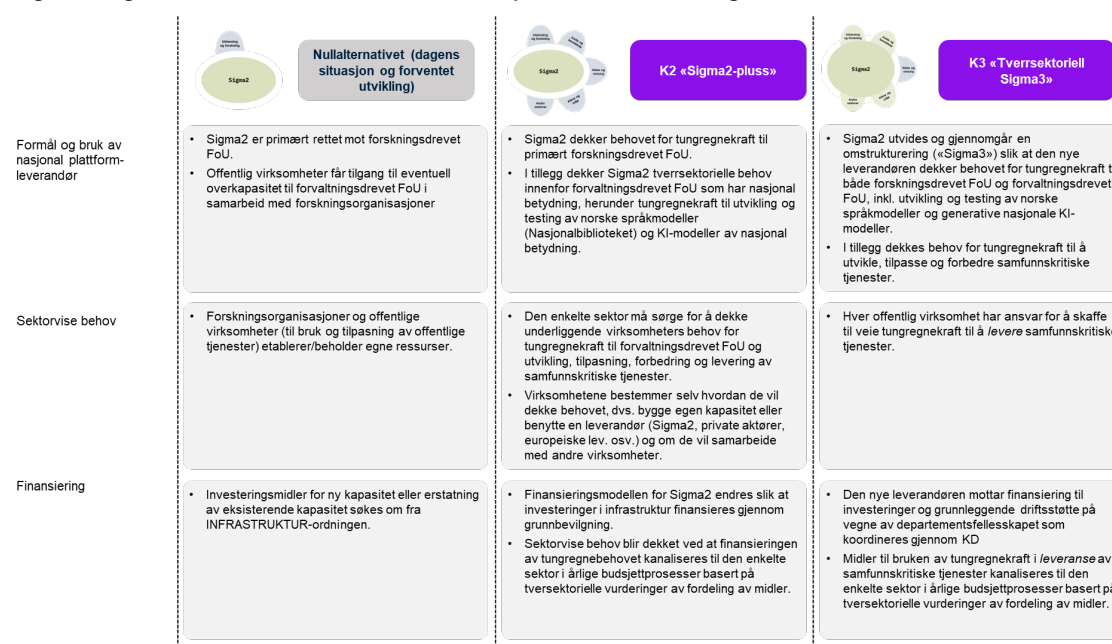 Sigma2
Nullalternativet (dagens
situasjon og forventet
utvikling)
Sigma2
K2 «Sigma2-pluss»
Sigma2
K3 «Tverrsektoriell
Sigma3»
Formål og bruk av
nasjonal plattform-
leverandør
• Sigma2 er primært rettet mot forskningsdrevet
FoU.
• Offentlig virksomheter får tilgang til eventuell
overkapasitet til forvaltningsdrevet FoU i
samarbeid med forskningsorganisasjoner
• Sigma2 dekker behovet for tungregnekraft til
primært forskningsdrevet FoU.
• I tillegg dekker Sigma2 tverrsektorielle behov
innenfor forvaltningsdrevet FoU som har nasjonal
betydning, herunder tungregnekraft til utvikling og
testing av norske språkmodeller
(Nasjonalbiblioteket) og KI-modeller av nasjonal
betydning.
• Sigma2 utvides og gjennomgår en
omstrukturering («Sigma3») slik at den nye
leverandøren dekker behovet for tungregnekraft t
både forskningsdrevet FoU og forvaltningsdrevet
FoU, inkl. utvikling og testing av norske
språkmodeller og generative nasjonale KI-
modeller.
• I tillegg dekkes behov for tungregnekraft til å
utvikle, tilpasse og forbedre samfunnskritiske
tjenester.
Sektorvise behov
• Forskningsorganisasjoner og offentlige
virksomheter (til bruk og tilpasning av offentlige
tjenester) etablerer/beholder egne ressurser.
• Den enkelte sektor må sørge for å dekke
underliggende virksomheters behov for
tungregnekraft til forvaltningsdrevet FoU og
utvikling, tilpasning, forbedring og levering av
samfunnskritiske tjenester.
• Virksomhetene bestemmer selv hvordan de vil
dekke behovet, dvs. bygge egen kapasitet eller
benytte en leverandør (Sigma2, private aktører,
europeiske lev. osv.) og om de vil samarbeide
med andre virksomheter.
• Hver offentlig virksomhet har ansvar for å skaffe
til veie tungregnekraft til å levere samfunnskritiske
tjenester.
Finansiering
• Investeringsmidler for ny kapasitet eller erstatning
av eksisterende kapasitet søkes om fra
INFRASTRUKTUR-ordningen.
• Finansieringsmodellen for Sigma2 endres slik at
investeringer i infrastruktur finansieres gjennom
grunnbevilgning.
• Sektorvise behov blir dekket ved at finansieringen
av tungregnebehovet kanaliseres til den enkelte
sektor i årlige budsjettprosesser basert på
tversektorielle vurderinger av fordeling av midler.
• Den nye leverandøren mottar finansiering til
investeringer og grunnleggende driftsstøtte på
vegne av departementsfellesskapet som
koordineres gjennom KD
• Midler til bruken av tungregnekraft i leveranse av
samfunnskritiske tjenester kanaliseres til den
enkelte sektor i årlige budsjettprosesser basert på
tversektorielle vurderinger av fordeling av midler.